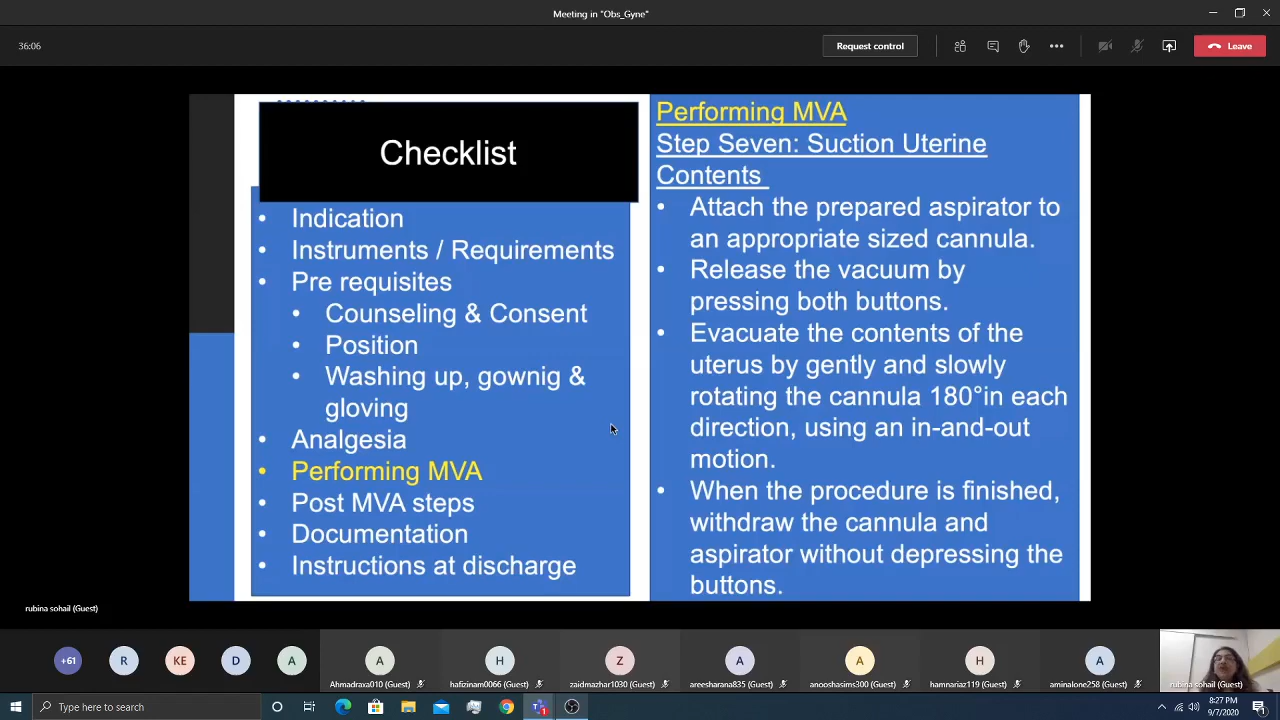 Meeting in "Obs_Gyne"
36:06
Request control
Leave
Checklist
• Indication
• Instruments / Requirements
• Pre requisites
• Counseling & Consent
• Position
• Washing up, gownig &
gloving
• Analgesia
• Performing MVA
• Post MVA steps
• Documentation
• Instructions at discharge
Performing MVA
Step Seven: Suction Uterine
Contents
• Attach the prepared aspirator to
an appropriate sized cannula.
• Release the vacuum by
pressing both buttons.
• Evacuate the contents of the
uterus by gently and slowly
rotating the cannula 180°in each
direction, using an in-and-out
motion.
• When the procedure is finished,
withdraw the cannula and
aspirator without depressing the
buttons.
rubina sohail (Guest)
+61
R
KE
D
A
A
H
Z
A
A
H
A
Ahmadraxa010 (Guest)
hafizinam0066 (Guest)
zaidmazhar1030 (Guest)
areesharana835 (Guest)
anooshasims300 (Guest)
hamnariaz119 (Guest)
aminalone258 (Guest)
rubina sohail (Guest)
Type here to search
8:27 PM
9/7/2020